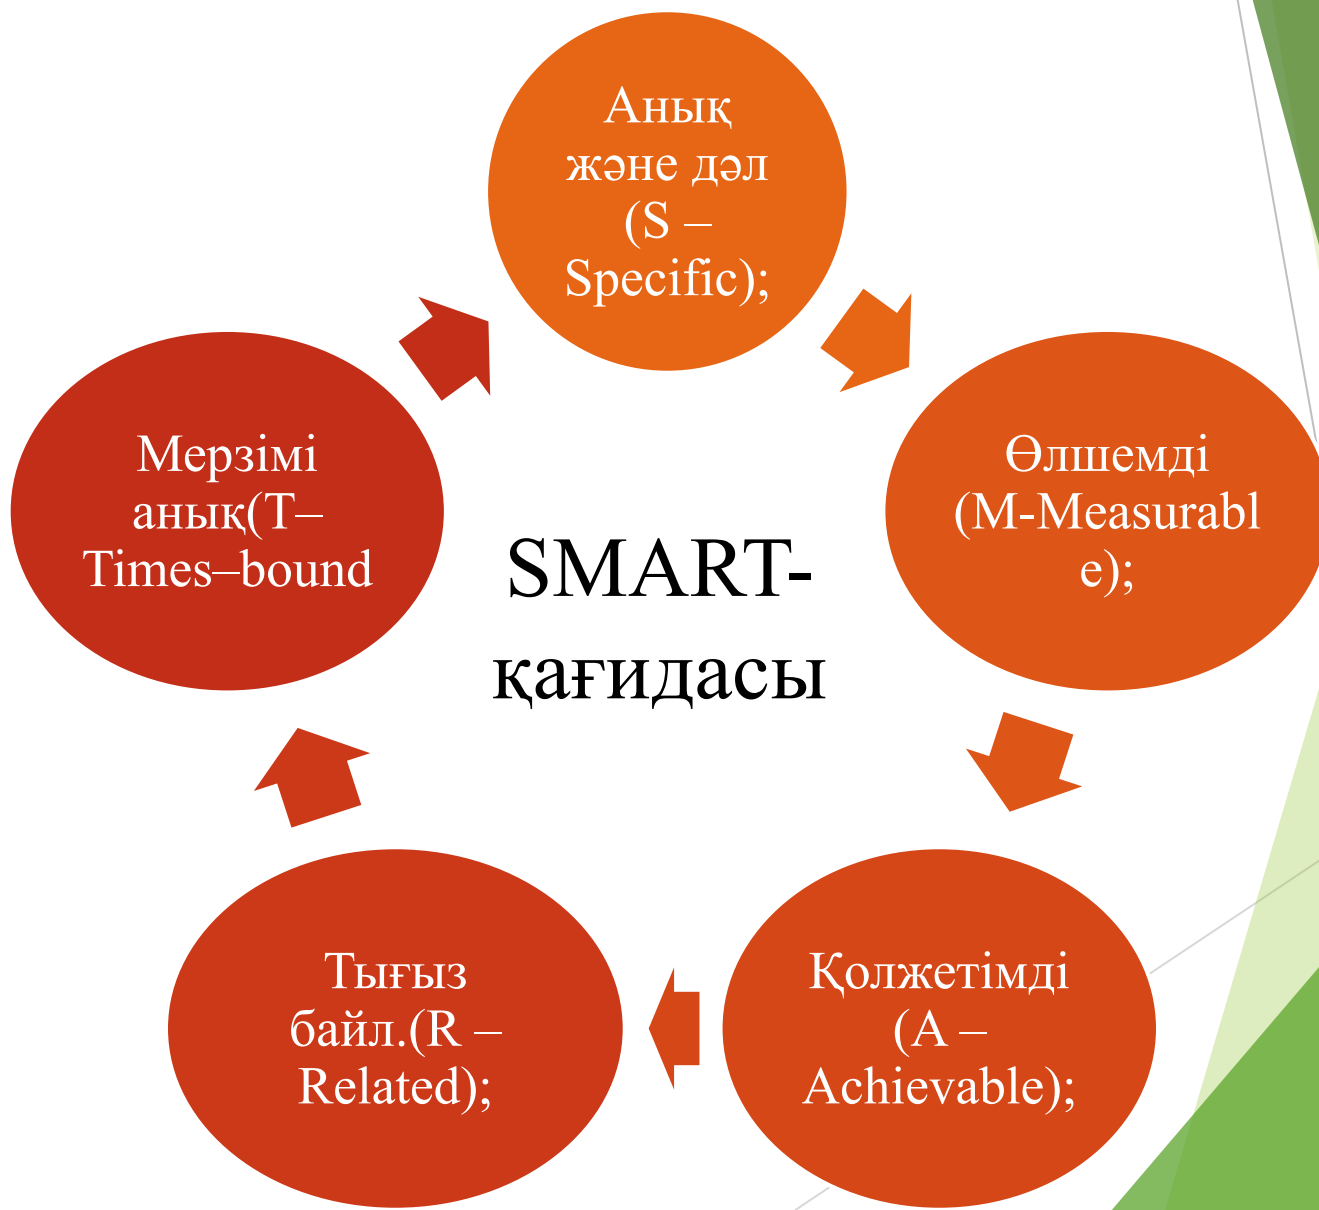 Анық
және дәл
(S –
Specific);
Өлшемді
(M-Measurabl
e);
Қолжетімді
(A –
Achievable);
Тығыз
байл.(R –
Related);
Мерзімі
анық(T–
Times–bound
SMART-
қағидасы